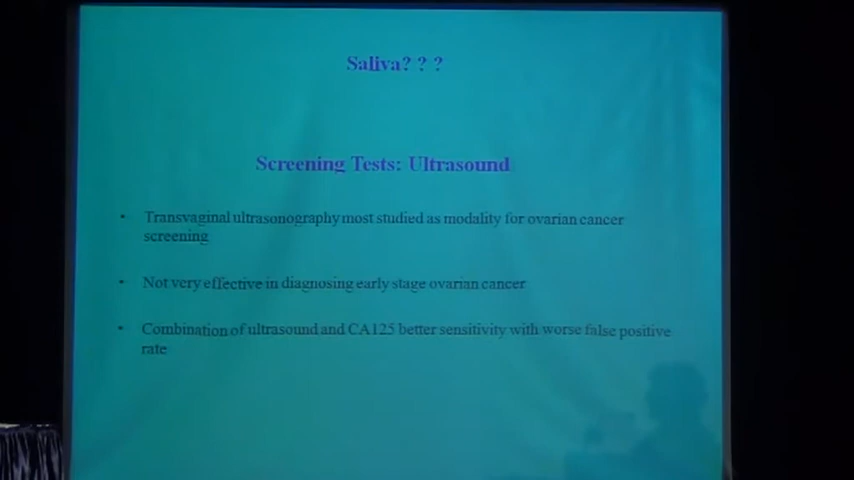 Saliva? ? ?
Screening Tests: Ultrasound
• Transvaginal ultrasonography most studied as modality for ovarian cancer
screening
• Not very effective in diagnosing early stage ovarian cancer
• Combination of ultrasound and CA125 better sensitivity with worse false positive
rate